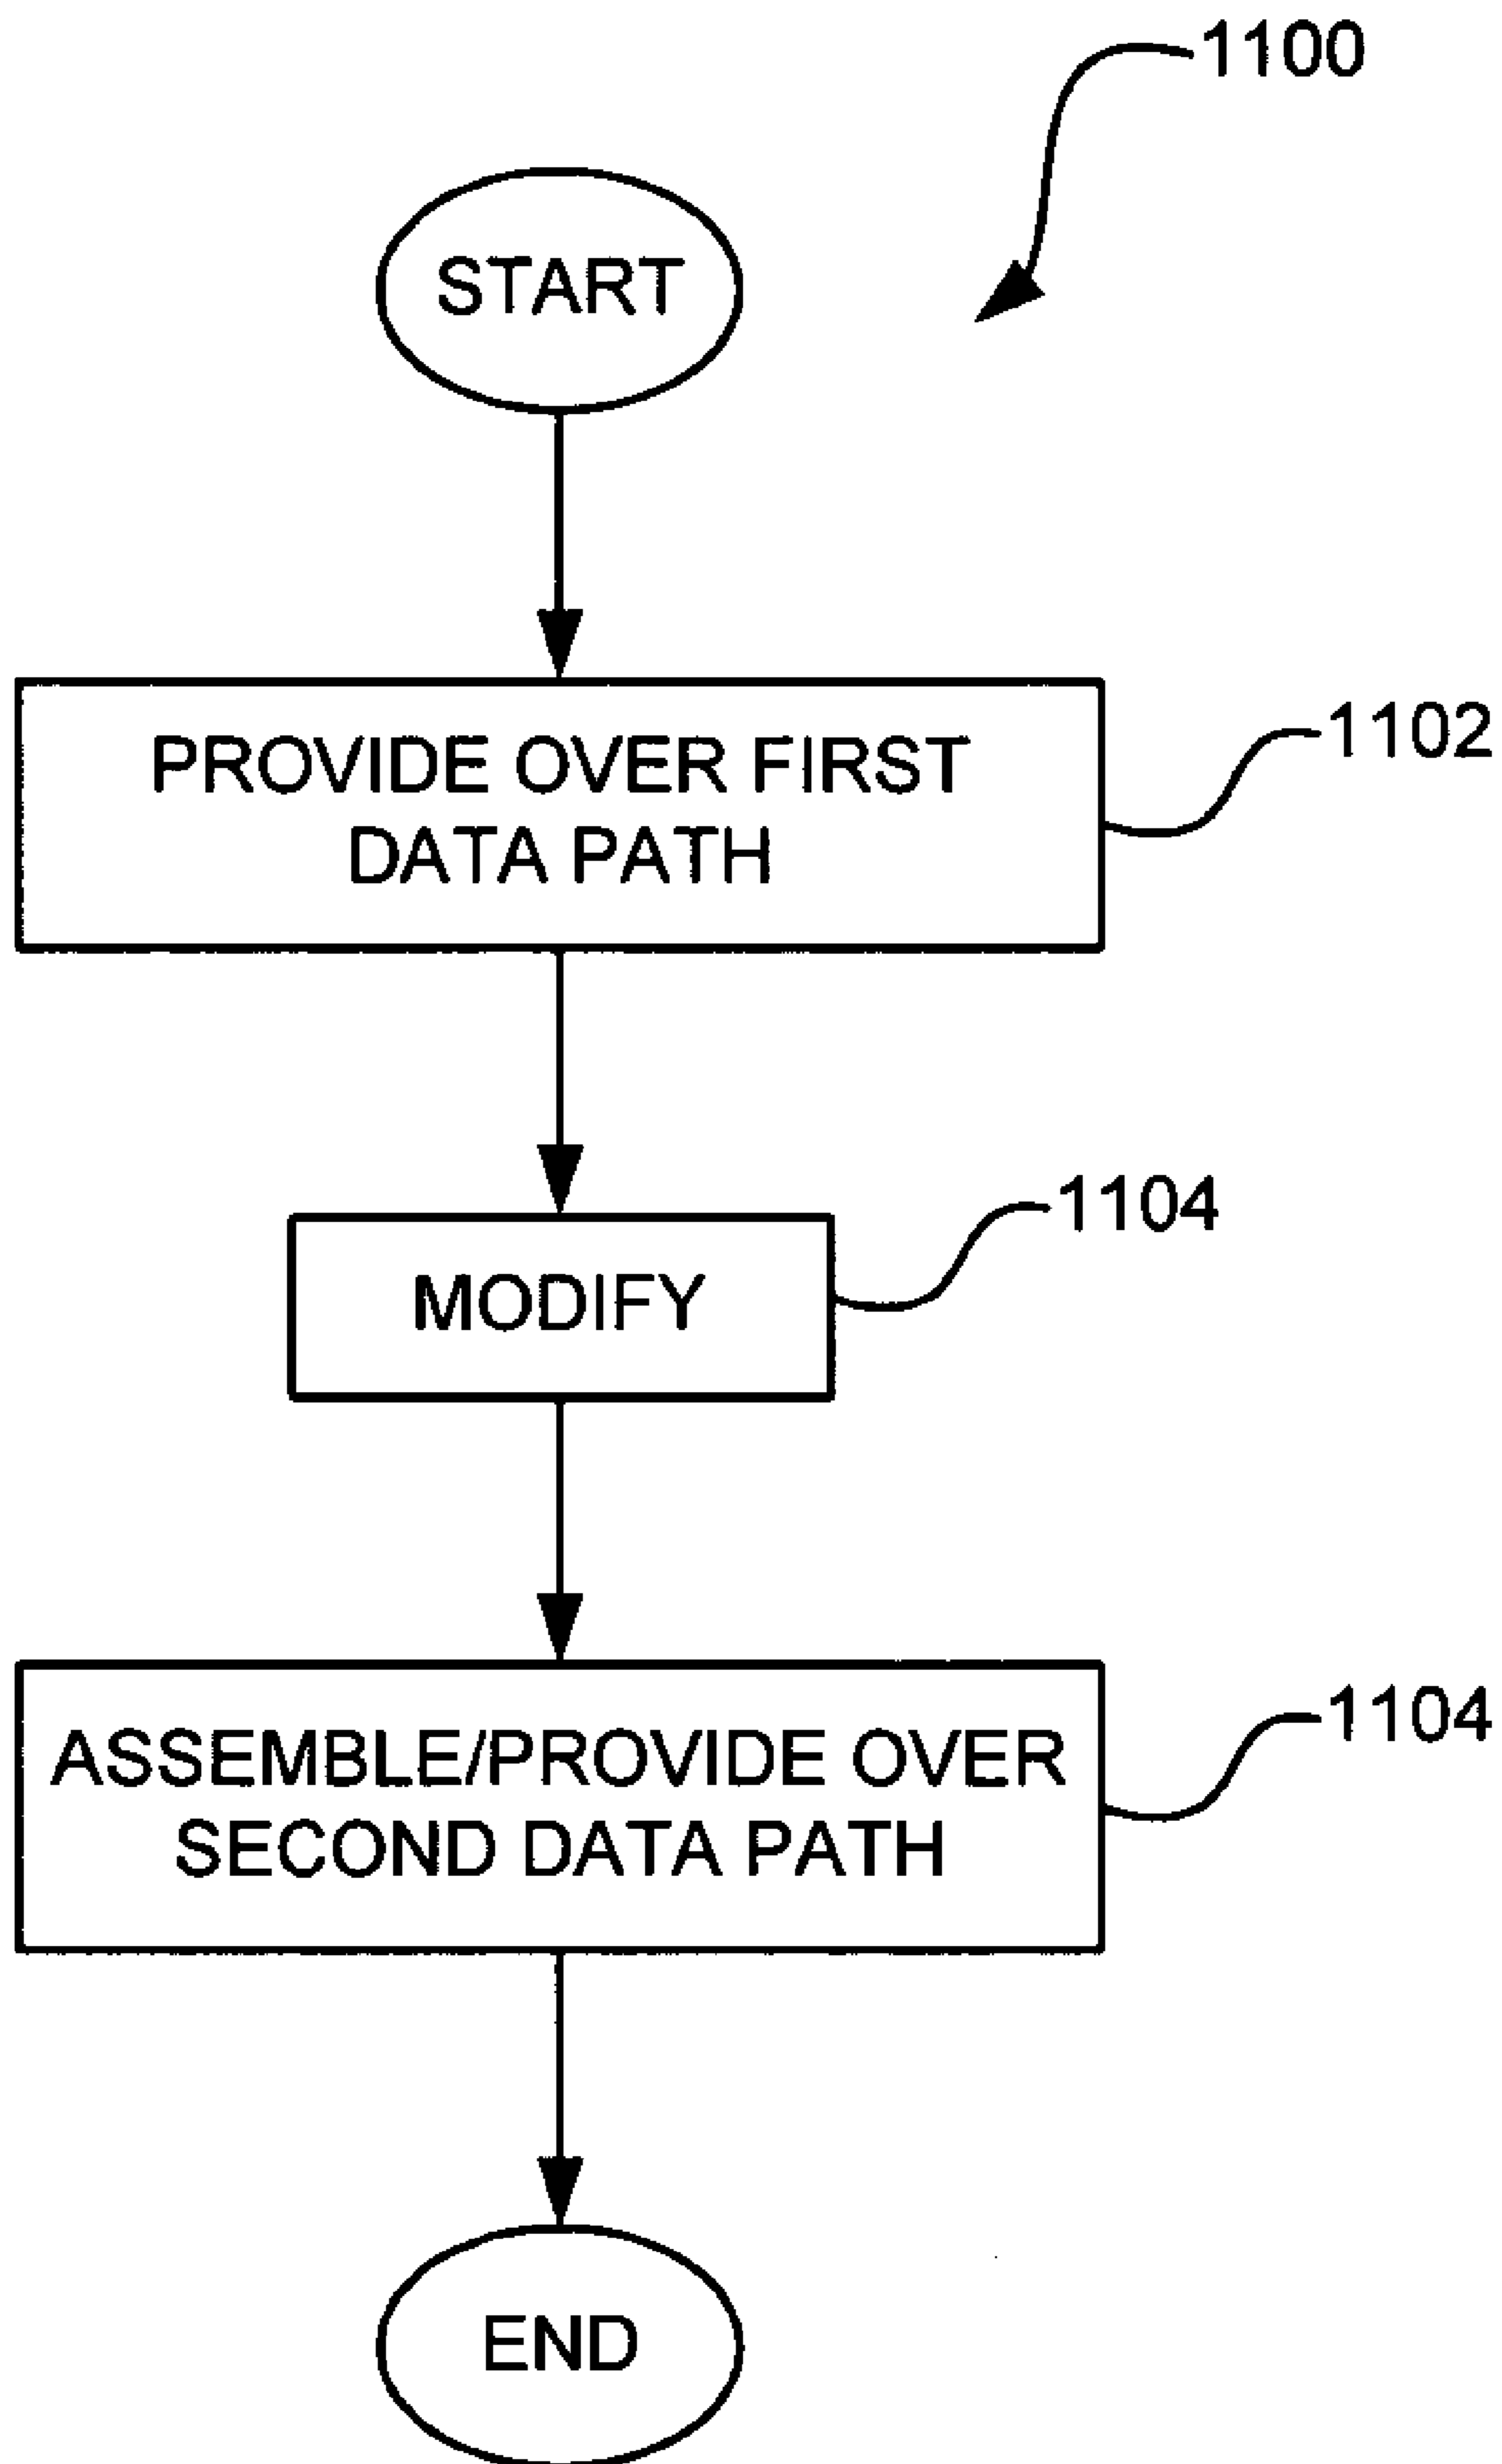 1100
START
PROVIDE OVER FIRST
DATA PATH
1102
MODIFY
1104
ASSEMBLE/PROVIDE OVER
SECOND DATA PATH
1104
END